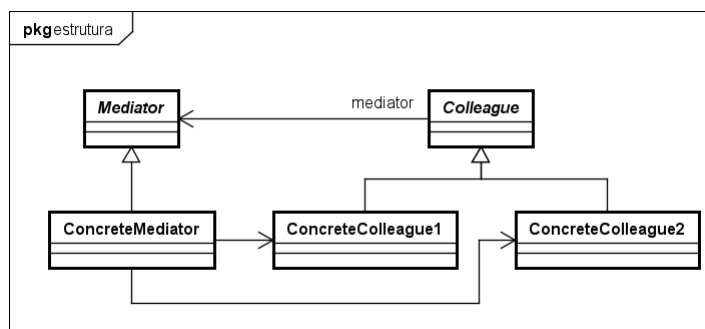 pkg estrutura
mediator
Mediator
Colleague
ConcreteMediator
ConcreteColleague1
ConcreteColleague2